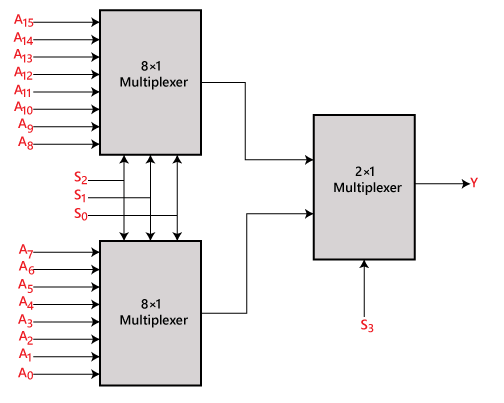 A₁₅
A₁₄
A₁₃
A₁₂
A₁₁
A₁₀
A₉
A₈
8×1
Multiplexer
S₂
S₁
S₀
A₇
A₆
A₅
A₄
A₃
A₂
A₁
A₀
8×1
Multiplexer
2×1
Multiplexer
Y
S₃